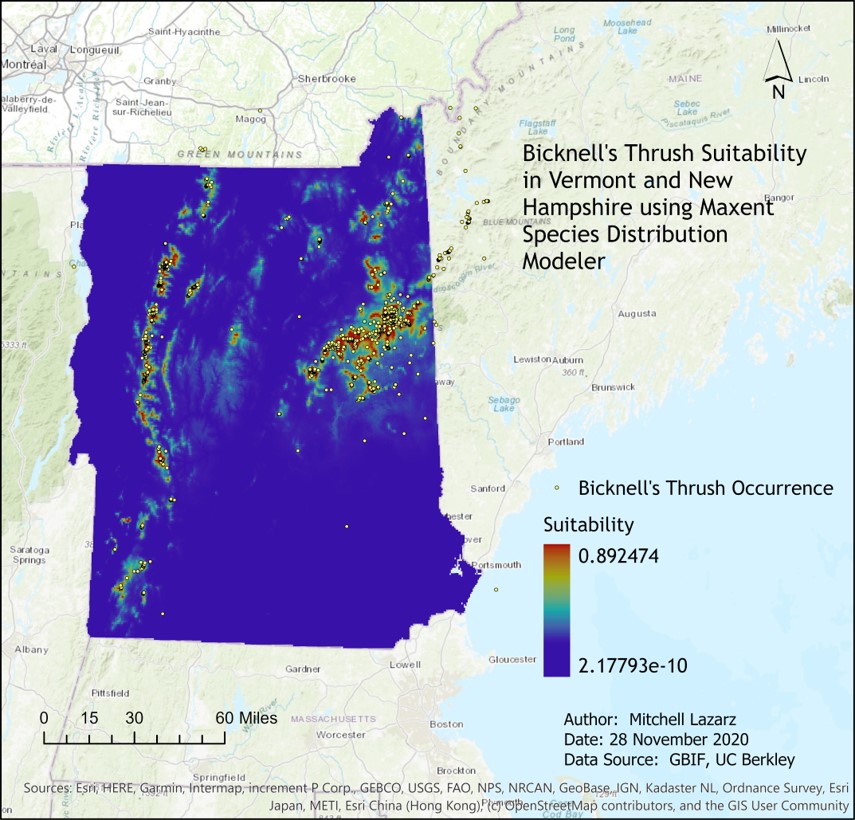 Saint-Hyacinthe
Moosehead
Lake
Long
Pond
Millinocket
Laval
Longueuil
Montréal
Granby
Sherbrooke
MAINE
Lincoln
N
Saint-Jean-
sur-Richelieu
Magog
Sebec
Lake
Piscataquis River
Flagstaff
Lake
BOUNDARY MOUNTAINS
GREEN MOUNTAINS
Bicknell's Thrush Suitability
in Vermont and New
Hampshire using Maxent
Species Distribution
Modeler
Bangor
BLUE MOUNTAINS
Augusta
Lewiston Auburn
360 ft
Brunswick
Sebago
Lake
Portland
Sanford
Bicknell's Thrush Occurrence
Suitability
0.892474
2.17793e-10
Saratoga
Springs
Portsmouth
Albany
Gardner
Lowell
Gloucester
Pittsfield
0 15 30 60 Miles
MASSACHUSETTS
Worcester
Boston
Author: Mitchell Lazarz
Date: 28 November 2020
Data Source: GBIF, UC Berkley
Springfield
Brockton
Sources: Esri, HERE, Garmin, Intermap, increment P Corp., GEBCO, USGS, FAO, NPS, NRCAN, GeoBase, IGN, Kadaster NL, Ordnance Survey, Esri
Japan, METI, Esri China (Hong Kong), (c) OpenStreetMap contributors, and the GIS User Community